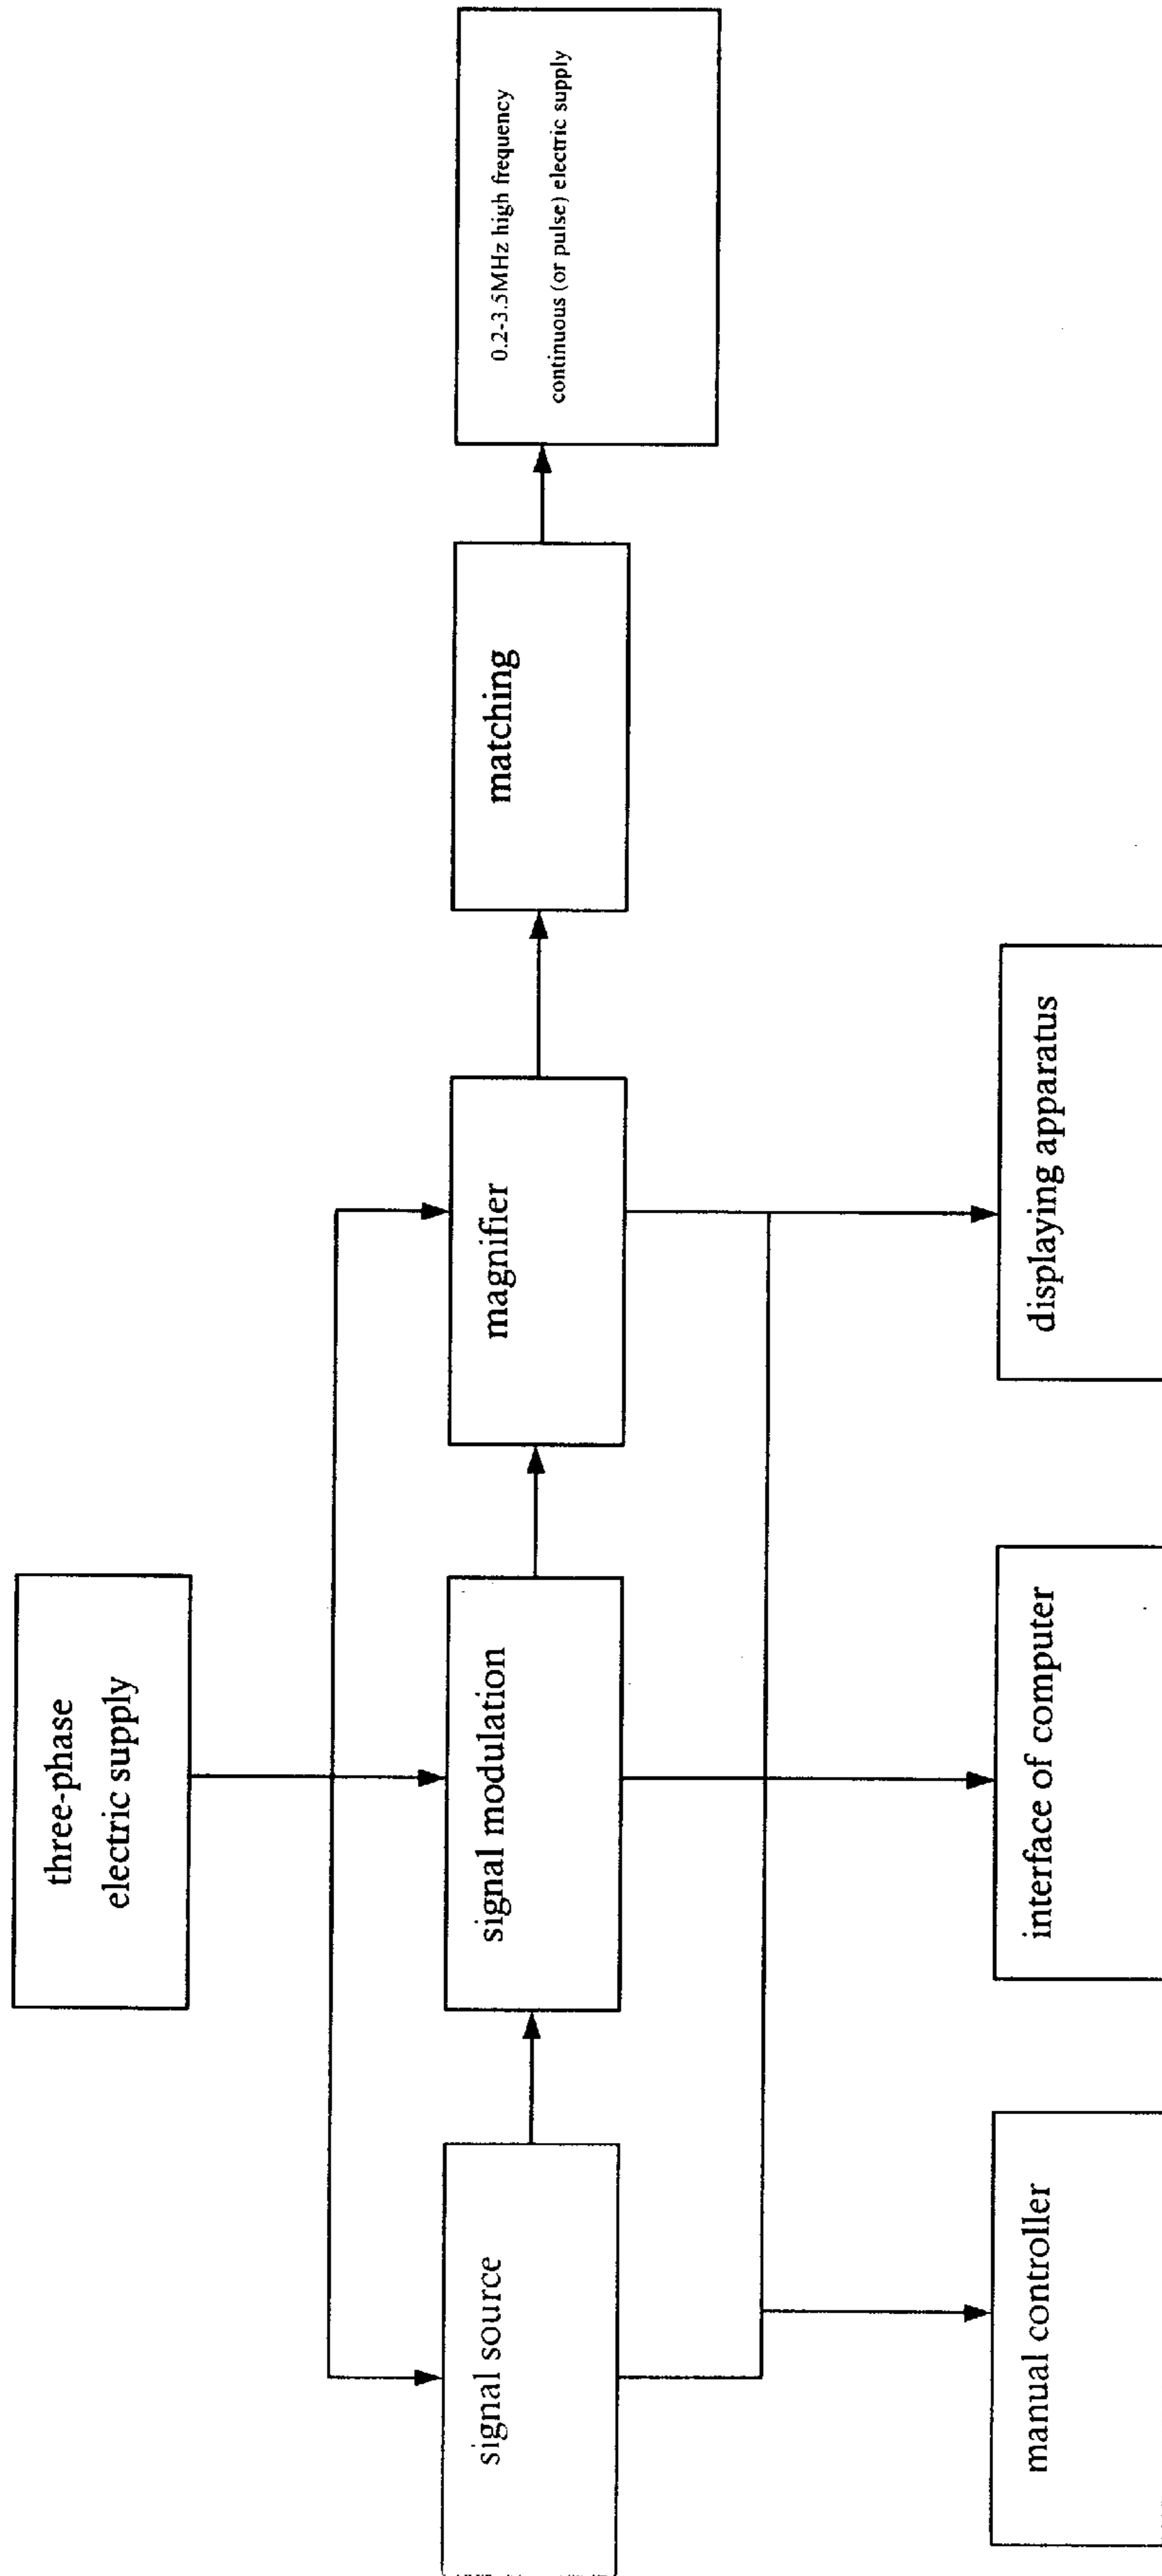 three-phase
electric supply
signal source
signal modulation
magnifier
matching
0.2-3.5MHz high frequency
continuous (or pulse) electric supply
manual controller
interface of computer
displaying apparatus